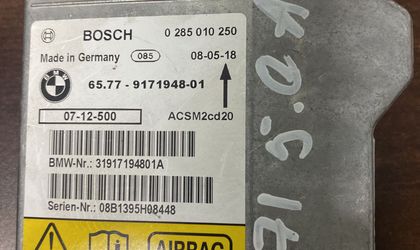 BOSCH 0 285 010 250
Made in Germany 085 08-05-18
BMW
65.77 - 9171948-01
07-12-500 ACSM2cd20
BMW-Nr.: 31917194801A
Serien-Nr.: 08B1395H08448
AIRBAG